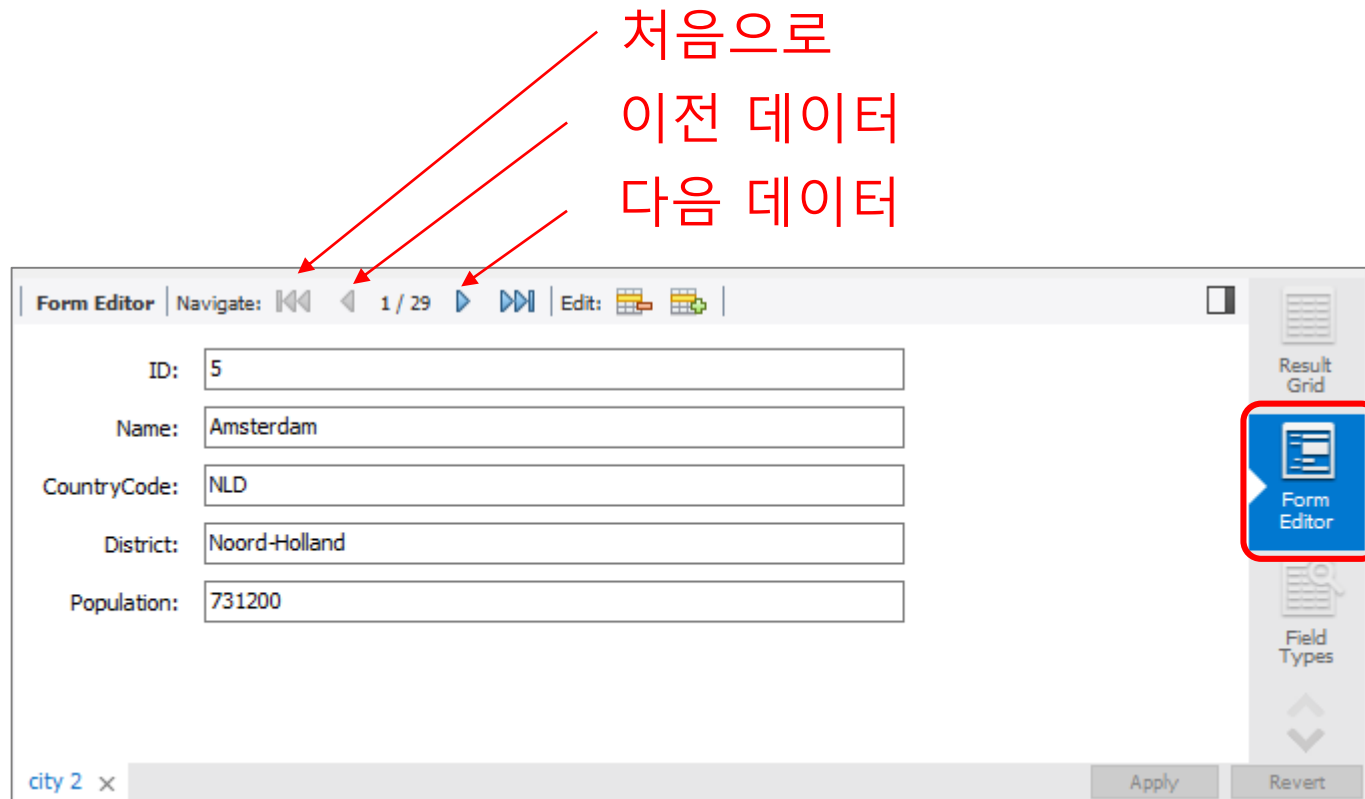 처음으로
이전 데이터
다음 데이터
Form Editor Navigate: 1 / 29 Edit:
ID: 5
Name: Amsterdam
CountryCode: NLD
District: Noord-Holland
Population: 731200
Result
Grid
Form
Editor
Field
Types
city 2
Apply Revert